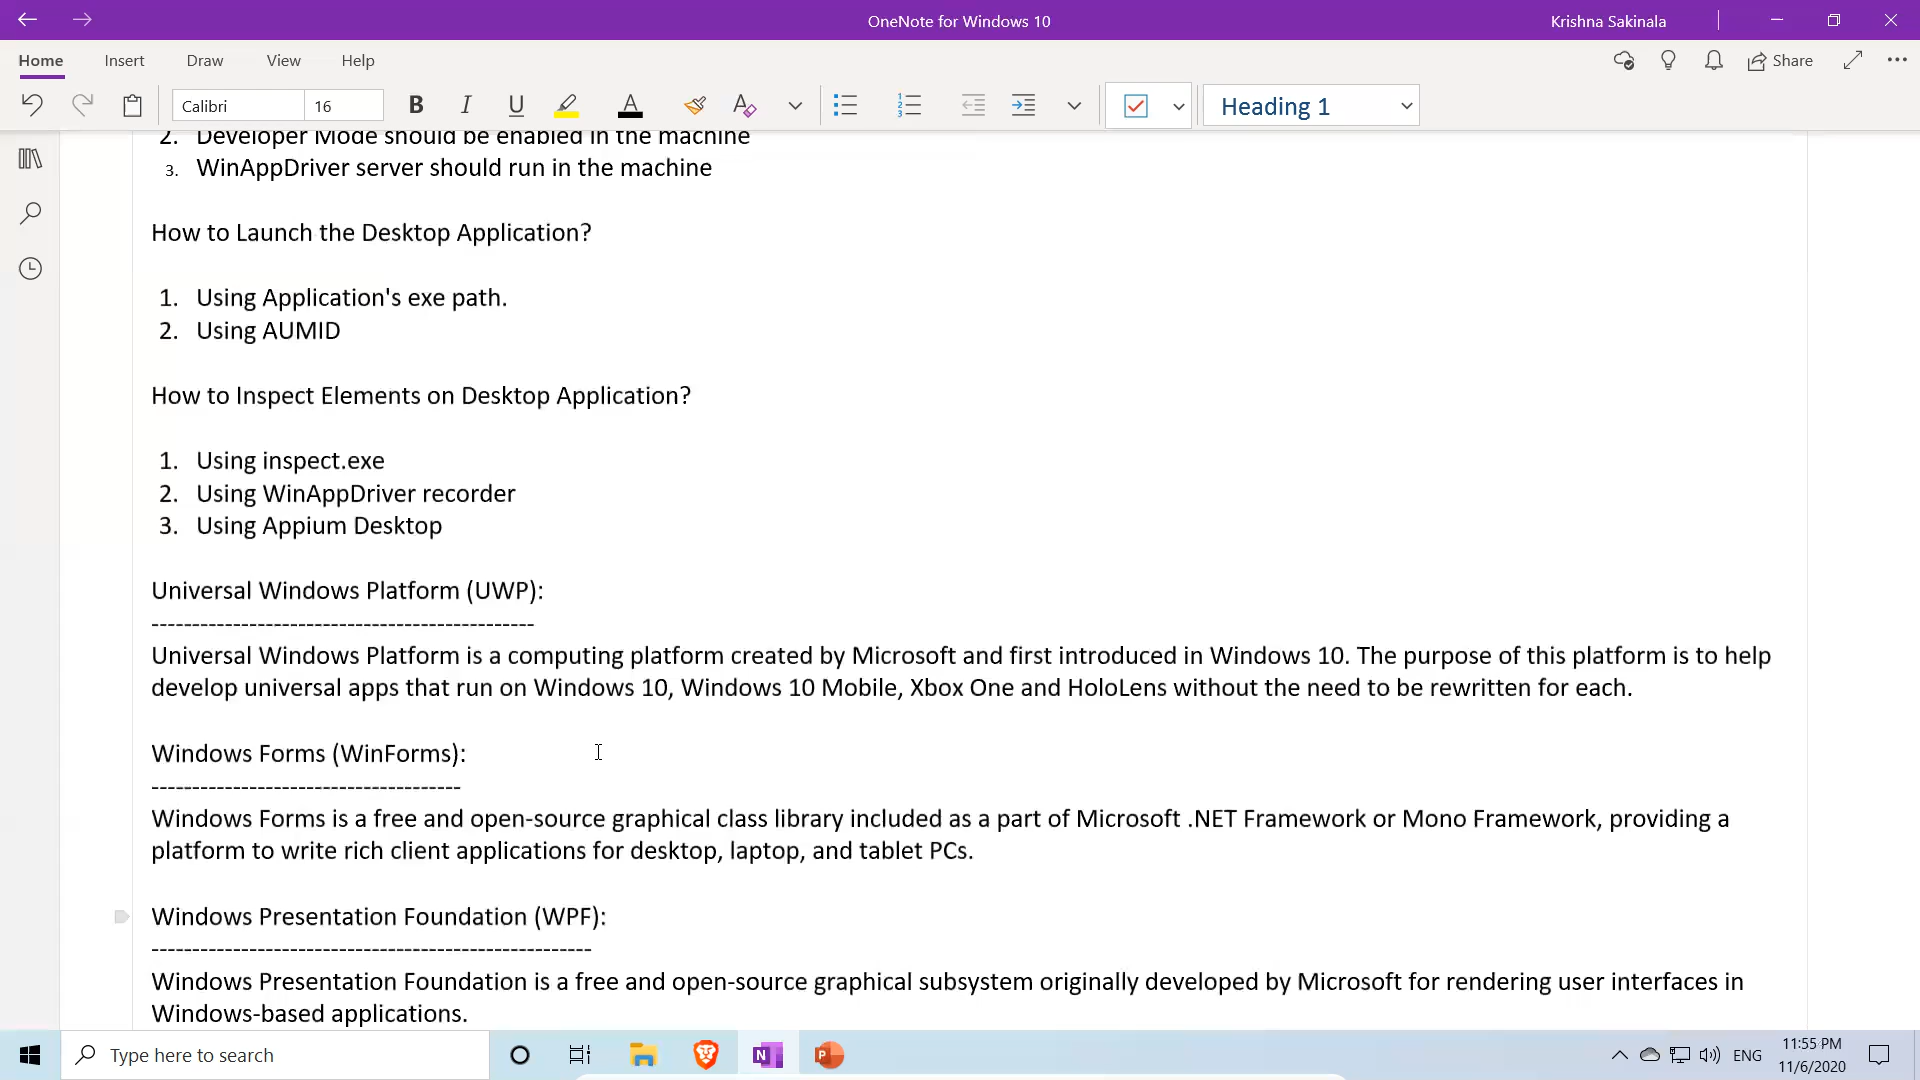 OneNote for Windows 10
Krishna Sakinala
Home Insert Draw View Help
Share
Calibri 16 B I U A A Heading 1
2. Developer Mode should be enabled in the machine
3. WinAppDriver server should run in the machine
How to Launch the Desktop Application?
1. Using Application's exe path.
2. Using AUMID
How to Inspect Elements on Desktop Application?
1. Using inspect.exe
2. Using WinAppDriver recorder
3. Using Appium Desktop
Universal Windows Platform (UWP):
-----------------------------------------------
Universal Windows Platform is a computing platform created by Microsoft and first introduced in Windows 10. The purpose of this platform is to help
develop universal apps that run on Windows 10, Windows 10 Mobile, Xbox One and HoloLens without the need to be rewritten for each.
Windows Forms (WinForms):
--------------------------------------
Windows Forms is a free and open-source graphical class library included as a part of Microsoft .NET Framework or Mono Framework, providing a
platform to write rich client applications for desktop, laptop, and tablet PCs.
Windows Presentation Foundation (WPF):
------------------------------------------------------
Windows Presentation Foundation is a free and open-source graphical subsystem originally developed by Microsoft for rendering user interfaces in
Windows-based applications.
Type here to search
N
P
ENG
11:55 PM
11/6/2020